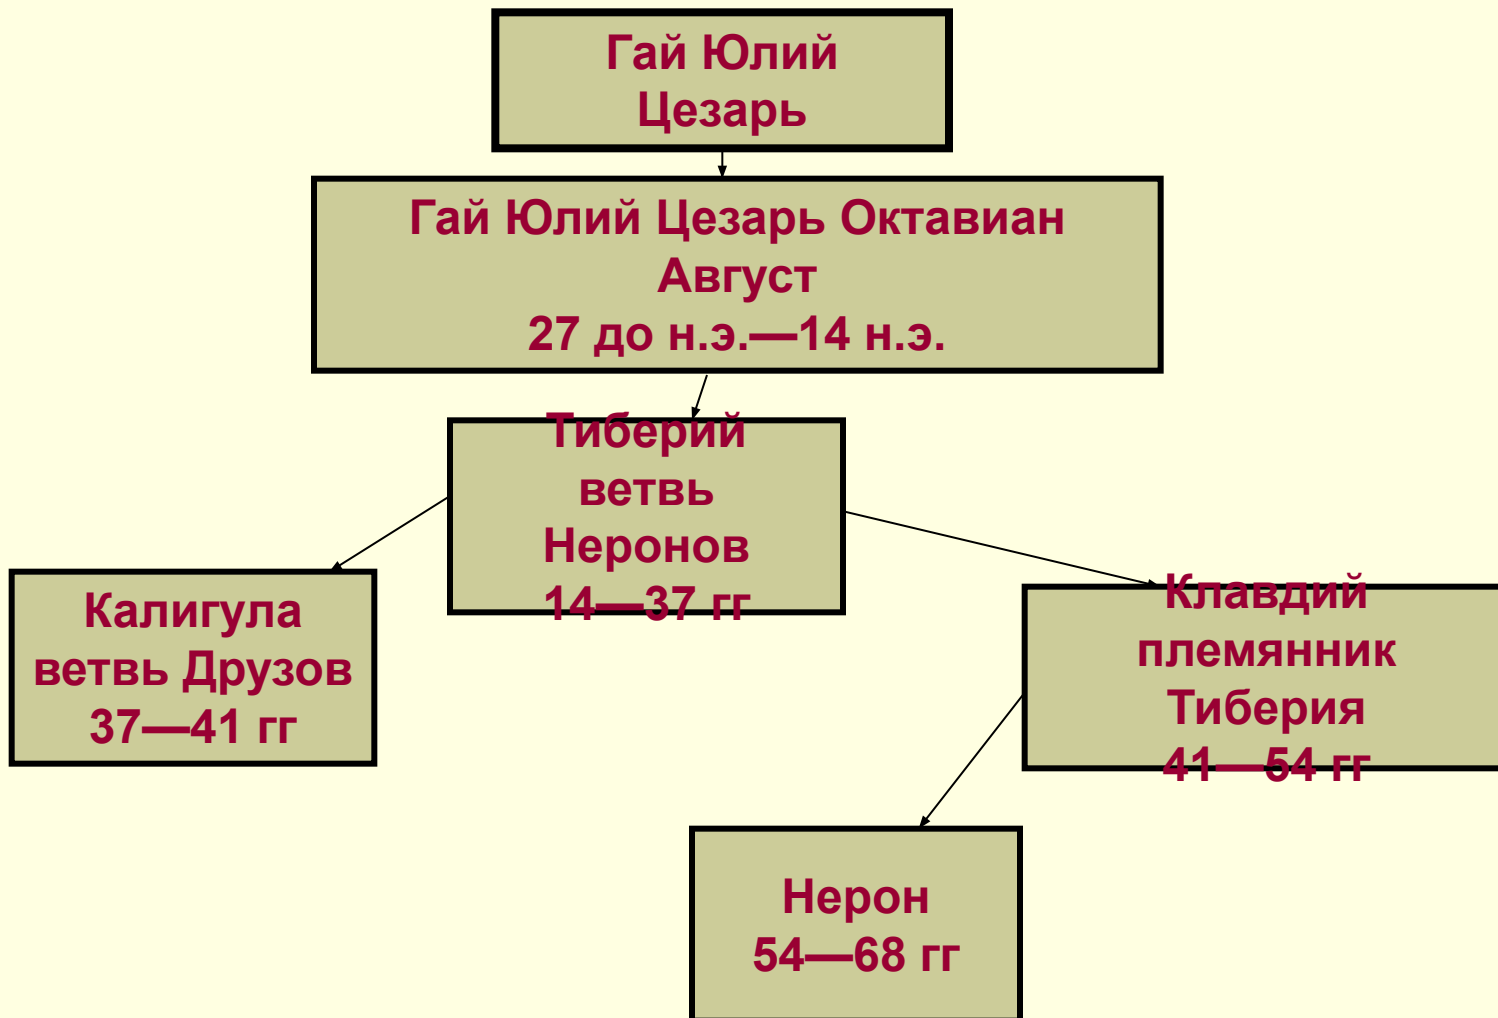 Гай Юлий
Цезарь
Гай Юлий Цезарь Октавиан
Август
27 до н.э.—14 н.э.
Тиберий
ветвь
Неронов
14—37 гг
Калигула
ветвь Друзов
37—41 гг
Клавдий
племянник
Тиберия
41—54 гг
Нерон
54—68 гг